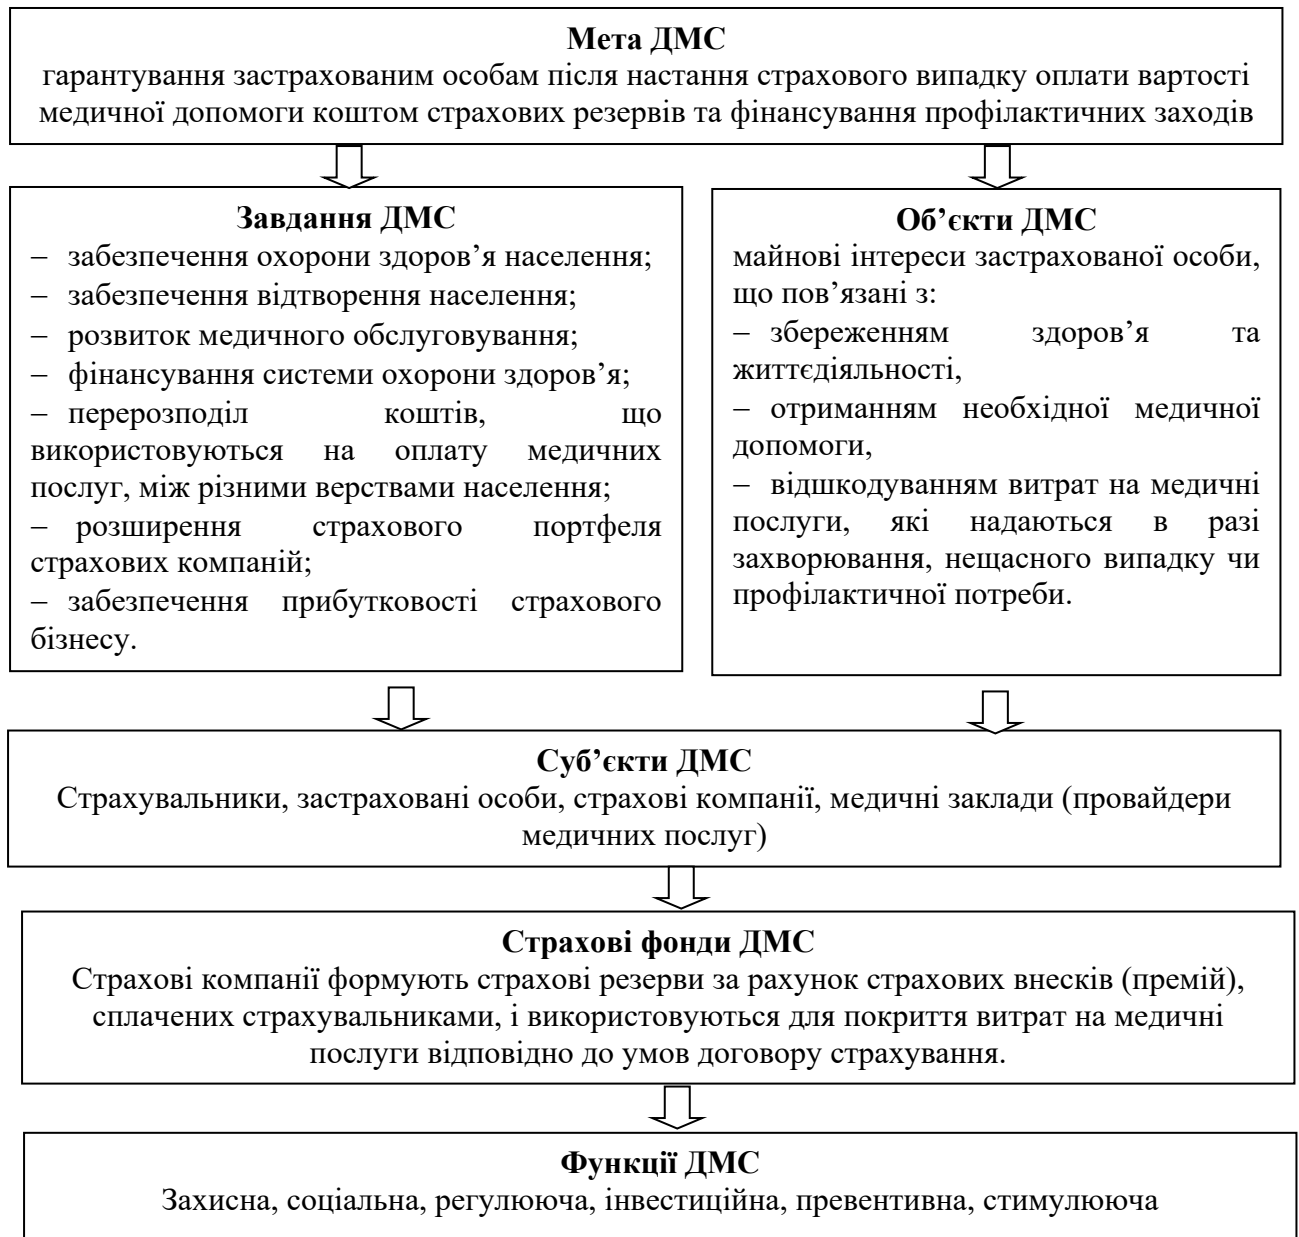 Мета ДМС
гарантування застрахованим особам після настання страхового випадку оплати вартості
медичної допомоги коштом страхових резервів та фінансування профілактичних заходів
Завдання ДМС
− забезпечення охорони здоров’я населення;
− забезпечення відтворення населення;
− розвиток медичного обслуговування;
− фінансування системи охорони здоров’я;
− перерозподіл коштів, що
використовуються на оплату медичних
послуг, між різними верствами населення;
− розширення страхового портфеля
страхових компаній;
− забезпечення прибутковості страхового
бізнесу.
Об’єкти ДМС
майнові інтереси застрахованої особи,
що пов’язані з:
− збереженням здоров’я та
життєдіяльності,
− отриманням необхідної медичної
допомоги,
− відшкодуванням витрат на медичні
послуги, які надаються в разі
захворювання, нещасного випадку чи
профілактичної потреби.
Суб’єкти ДМС
Страхувальники, застраховані особи, страхові компанії, медичні заклади (провайдери
медичних послуг)
Страхові фонди ДМС
Страхові компанії формують страхові резерви за рахунок страхових внесків (премій),
сплачених страхувальниками, і використовуються для покриття витрат на медичні
послуги відповідно до умов договору страхування.
Функції ДМС
Захисна, соціальна, регулююча, інвестиційна, превентивна, стимулююча